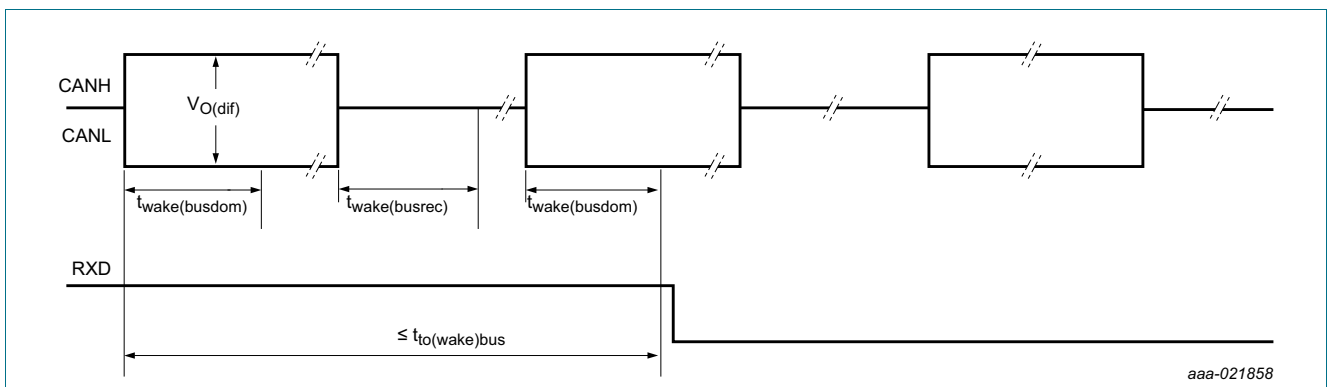 CANH
V_O(dif)
CANL
t_wake(busdom)
t_wake(busrec)
t_wake(busdom)
RXD
≤ t_to(wake)bus
aaa-021858